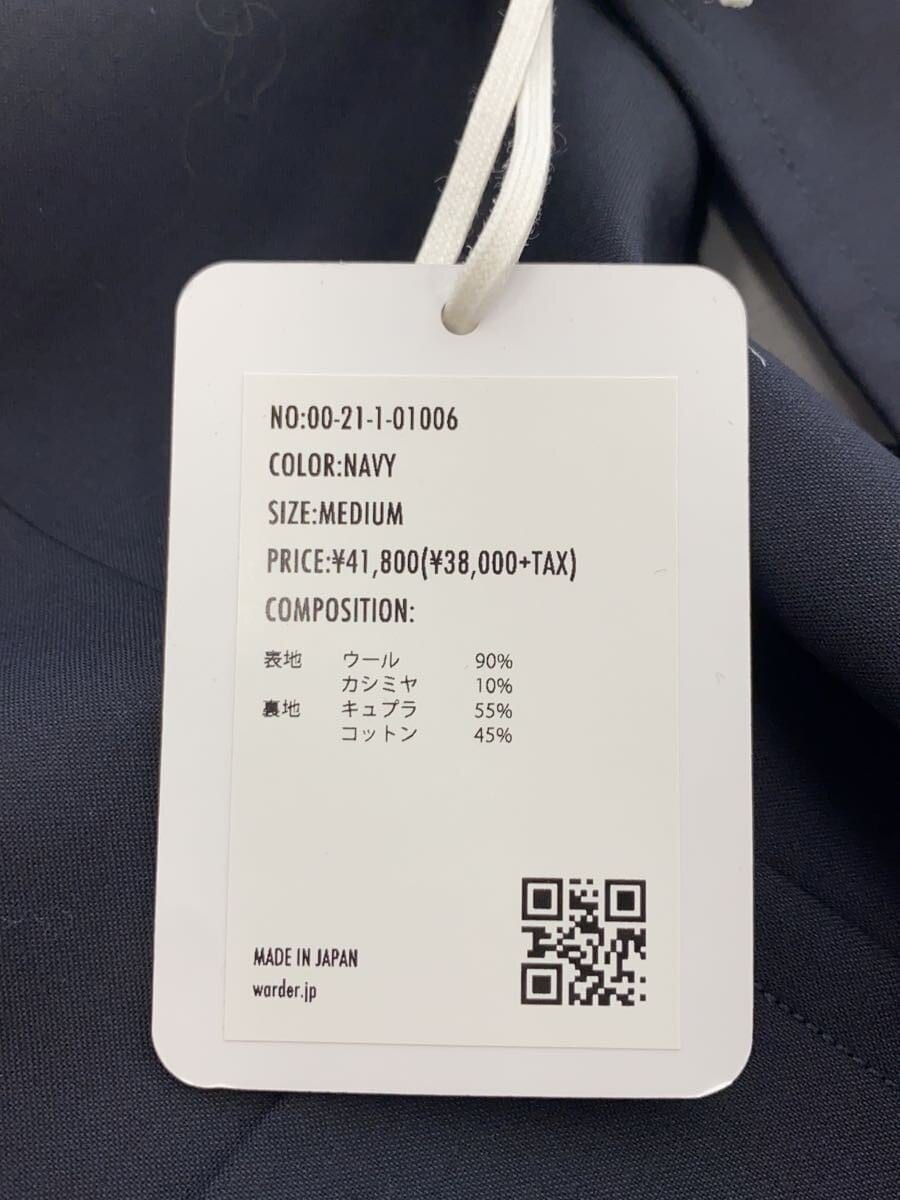 NO:00-21-1-01006
COLOR:NAVY
SIZE:MEDIUM
PRICE:¥41,800(¥38,000+TAX)
COMPOSITION:
表地 ウール 90%
カシミヤ 10%
裏地 キュプラ 55%
コットン 45%
MADE IN JAPAN
warder.jp